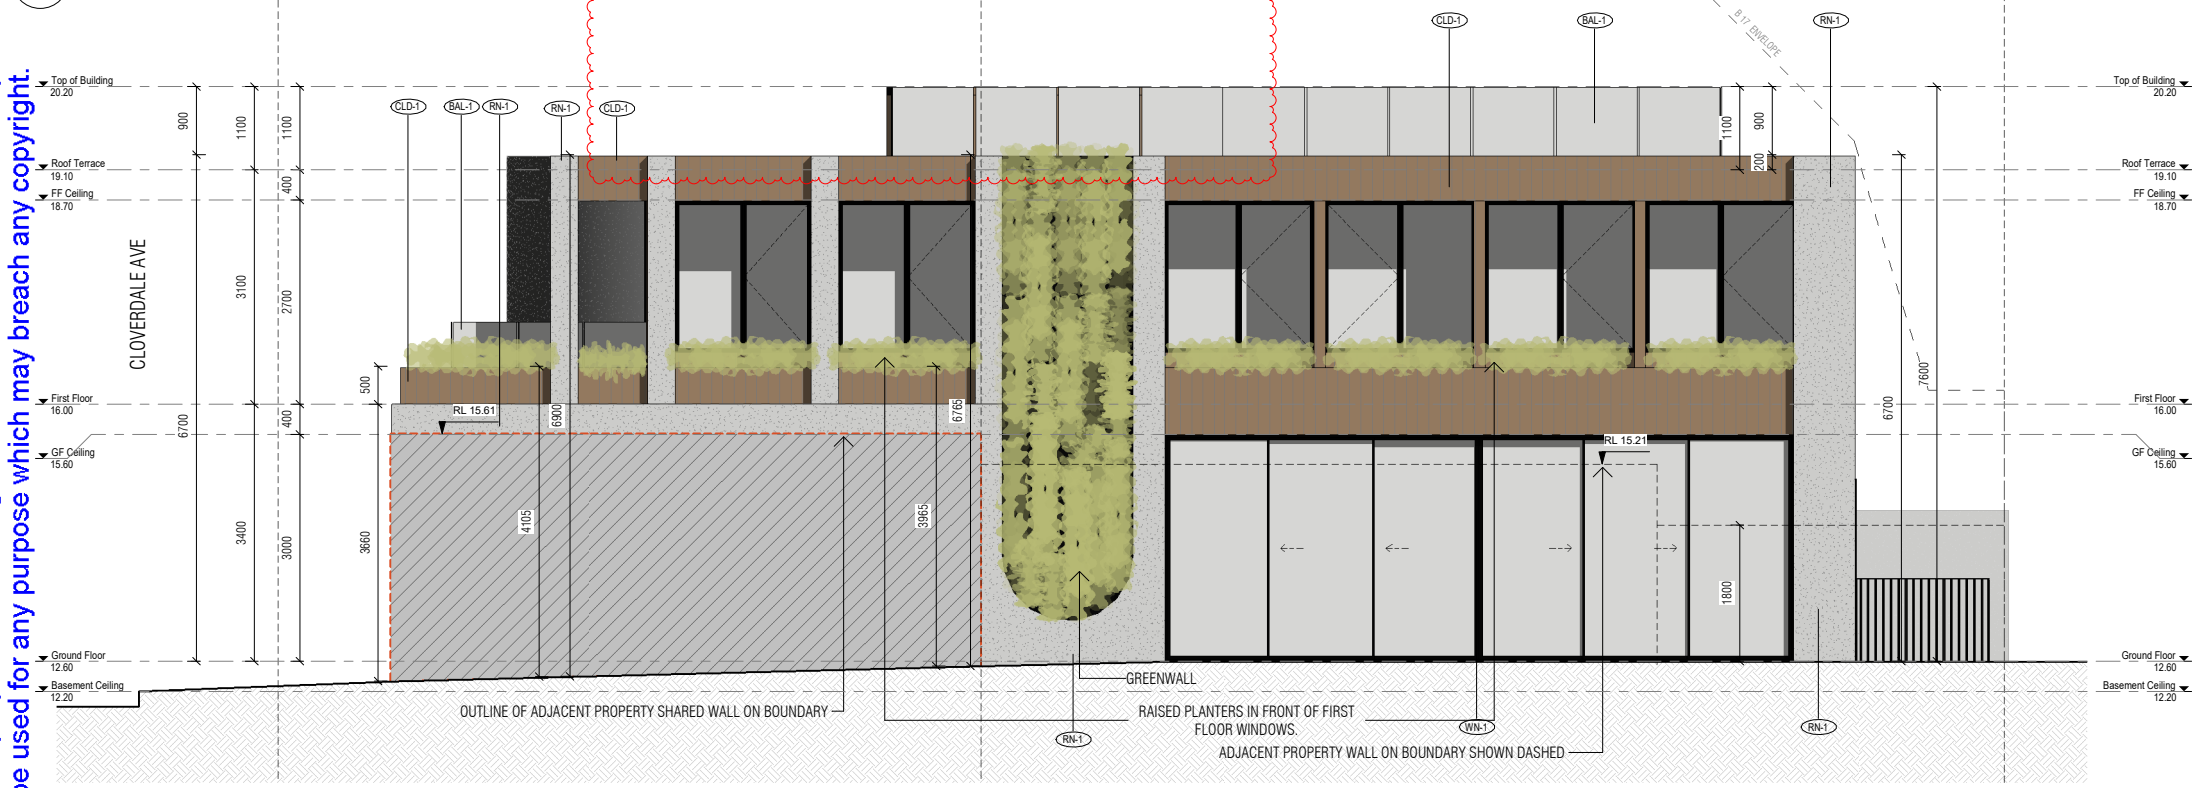 be used for any purpose which may breach any copyright.
CLOVERDALE AVE
Top of Building
20.20
Roof Terrace
19.10
FF Ceiling
18.70
First Floor
16.00
GF Ceiling
15.60
Ground Floor
12.60
Basement Ceiling
12.20
900
6700
1100
3100
3400
1100
400
2700
400
3000
500
3660
CLD-1
BAL-1
RN-1
RN-1
CLD-1
RL 15.61
4105
6900
3965
6765
CLD-1
BAL-1
B 17 ENVELOPE
RN-1
1100
900
200
RL 15.21
1800
6700
7600
GREENWALL
OUTLINE OF ADJACENT PROPERTY SHARED WALL ON BOUNDARY
RAISED PLANTERS IN FRONT OF FIRST
FLOOR WINDOWS.
RN-1
WN-1
RN-1
ADJACENT PROPERTY WALL ON BOUNDARY SHOWN DASHED
Top of Building
20.20
Roof Terrace
19.10
FF Ceiling
18.70
First Floor
16.00
GF Ceiling
15.60
Ground Floor
12.60
Basement Ceiling
12.20